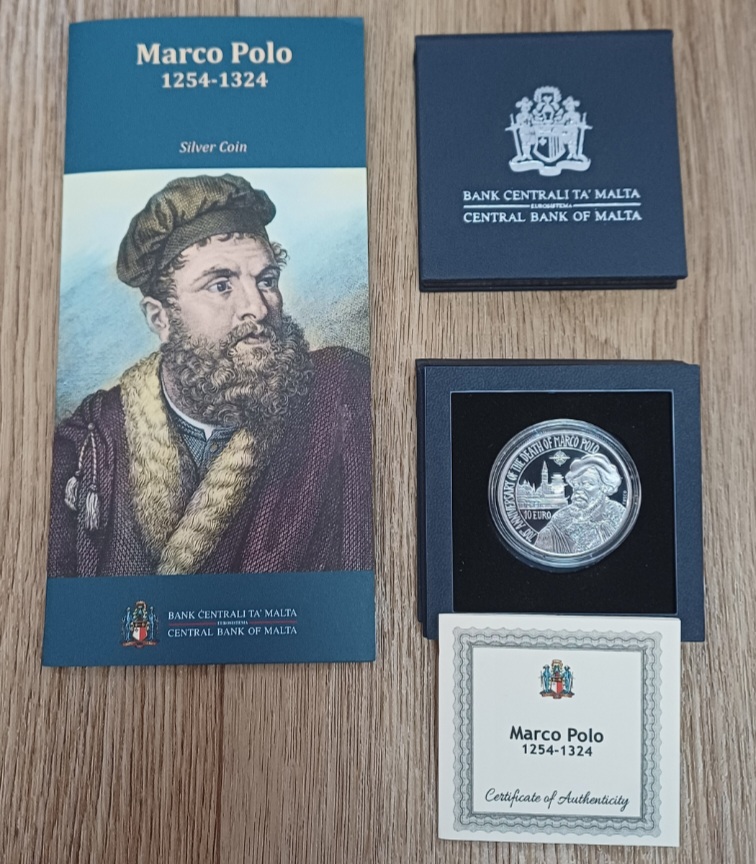 Marco Polo
1254-1324
Silver Coin
BANK ĊENTRALI TA' MALTA
EUROSISTEMA
CENTRAL BANK OF MALTA
BANK ĊENTRALI TA' MALTA
EUROSISTEMA
CENTRAL BANK OF MALTA
ANNIVERSARY OF THE DEATH OF MARCO POLO
10 EURO
Marco Polo
1254-1324
Certificate of Authenticity